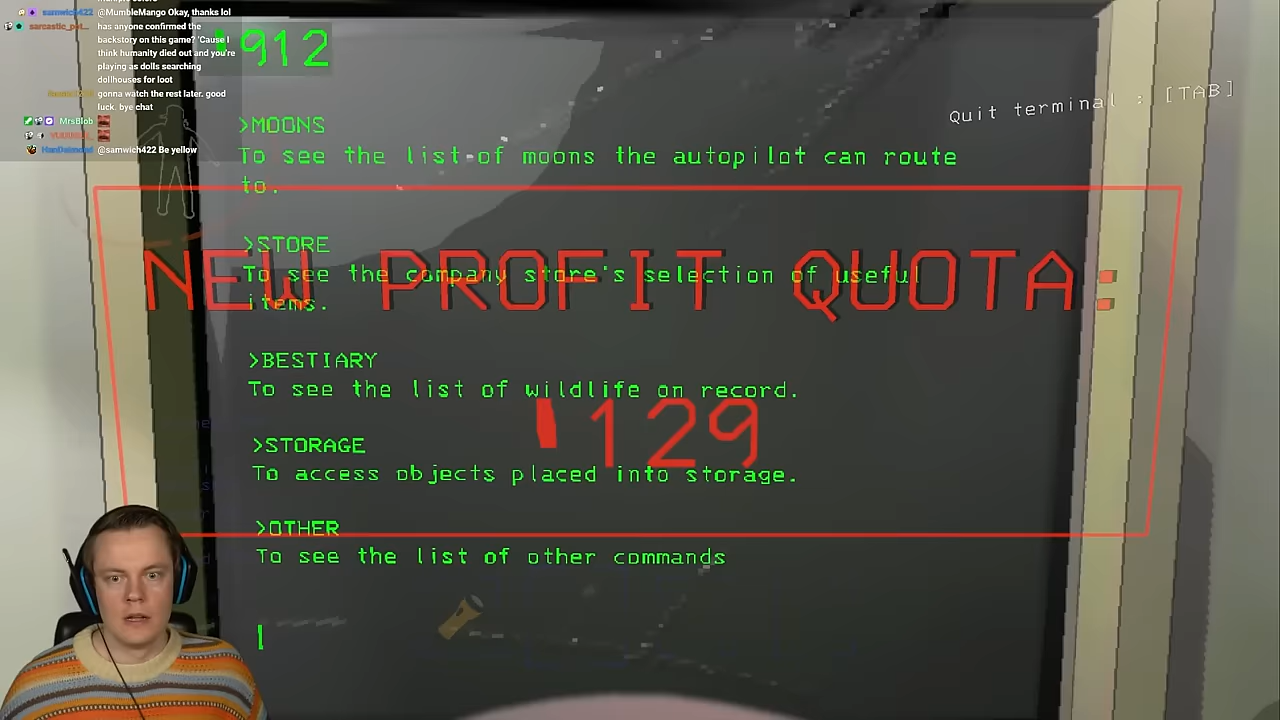 samwich422 @MumbleMango Okay, thanks lol
sarcastic_pot... has anyone confirmed the
backstory on this game? 'Cause I
think humanity died out and you're
playing as dolls searching
dollhouses for loot
gonna watch the rest later. good
luck. bye chat
MrsBlob
@samwich422 Be yellow
912
Quit terminal : [TAB]
>MOONS
To see the list of moons the autopilot can route
to.
NEW PROFIT QUOTA:
129
>STORE
To see the company store's selection of useful
items.
>BESTIARY
To see the list of wildlife on record.
>STORAGE
To access objects placed into storage.
>OTHER
To see the list of other commands